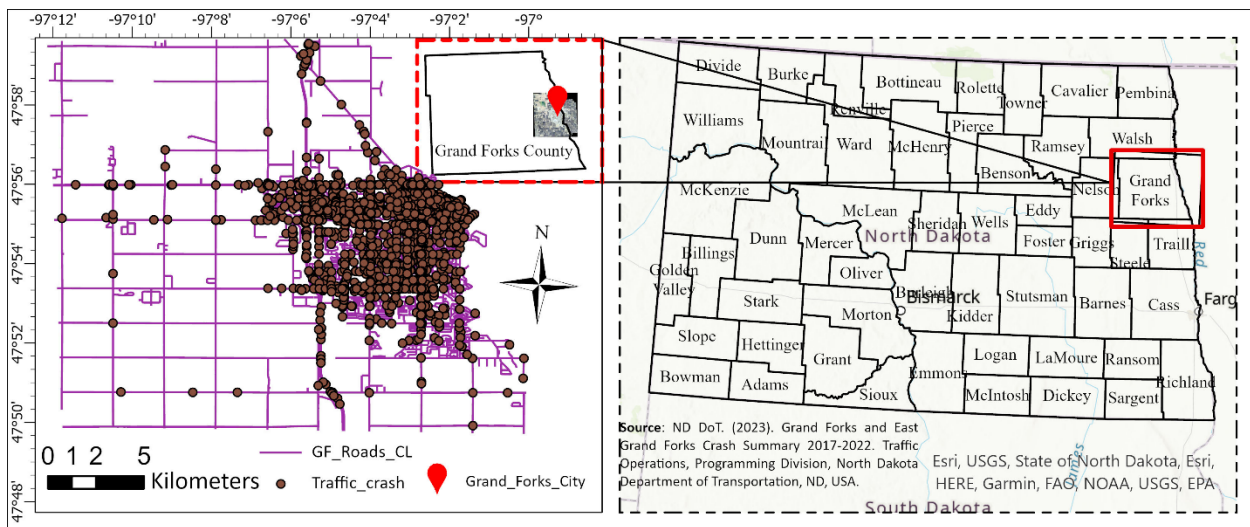 -97°10' -97°8' -97°6' -97°4' -97°2' -97°
47°58'
47°56'
47°54'
47°52'
47°50'
47°48'
Grand Forks County
N
0 1 2 5
Kilometers
GF_Roads_CL
Traffic_crash
Grand_Forks_City
Divide
Burke
Renville
Bottineau
Rolette
Towner
Cavalier
Pembina
Williams
Mountrail
Ward
McHenry
Pierce
Ramsey
Walsh
Benson
Nelson
Grand
Forks
McKenzie
McLean
Sheridan
Wells
Eddy
Foster
Griggs
Steele
Traill
Red
North Dakota
Dunn
Mercer
Oliver
Billings
Golden
Valley
Stark
Morton
Burleigh
Bismarck
Kidder
Stutsman
Barnes
Cass
Farg
Slope
Hettinger
Grant
Bowman
Adams
Sioux
Emmons
Logan
LaMoure
Ransom
McIntosh
Dickey
Sargent
Richland
James
South Dakota
Source: ND DoT. (2023). Grand Forks and East
Grand Forks Crash Summary 2017-2022. Traffic
Operations, Programming Division, North Dakota
Department of Transportation, ND, USA.
Esri, USGS, State of North Dakota, Esri,
HERE, Garmin, FAO, NOAA, USGS, EPA